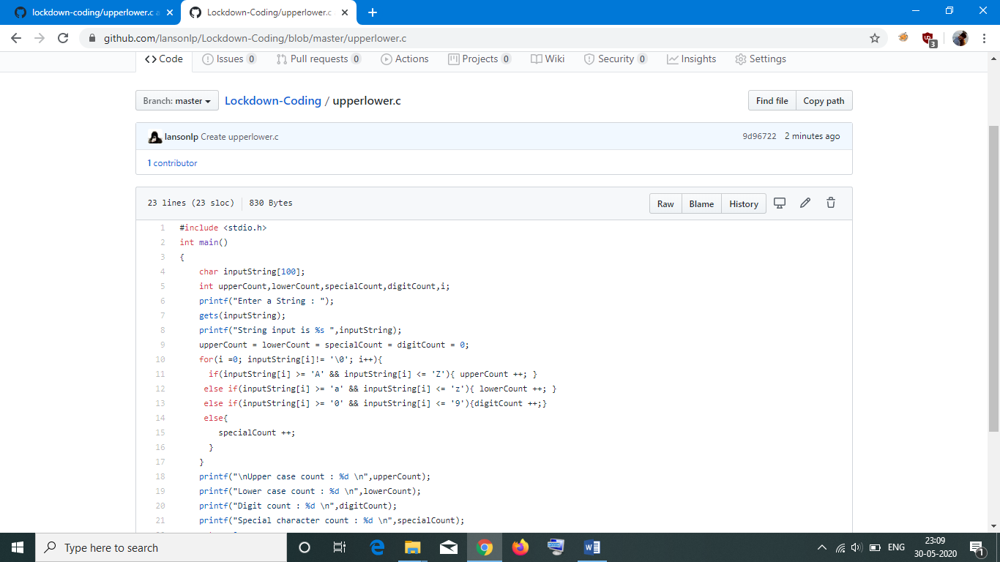 lockdown-coding/upperlower.c a
Lockdown-Coding/upperlower.c
github.com/lansonlp/Lockdown-Coding/blob/master/upperlower.c
3
Code Issues 0 Pull requests 0 Actions Projects 0 Wiki Security 0 Insights Settings
Branch: master Lockdown-Coding / upperlower.c Find file Copy path
lansonlp Create upperlower.c 9d96722 2 minutes ago
1 contributor
23 lines (23 sloc) 830 Bytes Raw Blame History
1 #include <stdio.h>
2 int main()
3 {
4 char inputString[100];
5 int upperCount,lowerCount,specialCount,digitCount,i;
6 printf("Enter a String : ");
7 gets(inputString);
8 printf("String input is %s ",inputString);
9 upperCount = lowerCount = specialCount = digitCount = 0;
10 for(i =0; inputString[i]!= '\0'; i++){
11 if(inputString[i] >= 'A' && inputString[i] <= 'Z'){ upperCount ++; }
12 else if(inputString[i] >= 'a' && inputString[i] <= 'z'){ lowerCount ++; }
13 else if(inputString[i] >= '0' && inputString[i] <= '9'){digitCount ++;}
14 else{
15 specialCount ++;
16 }
17 }
18 printf("\nUpper case count : %d \n",upperCount);
19 printf("Lower case count : %d \n",lowerCount);
20 printf("Digit count : %d \n",digitCount);
21 printf("Special character count : %d \n",specialCount);
Type here to search
ENG
23:09
30-05-2020
1